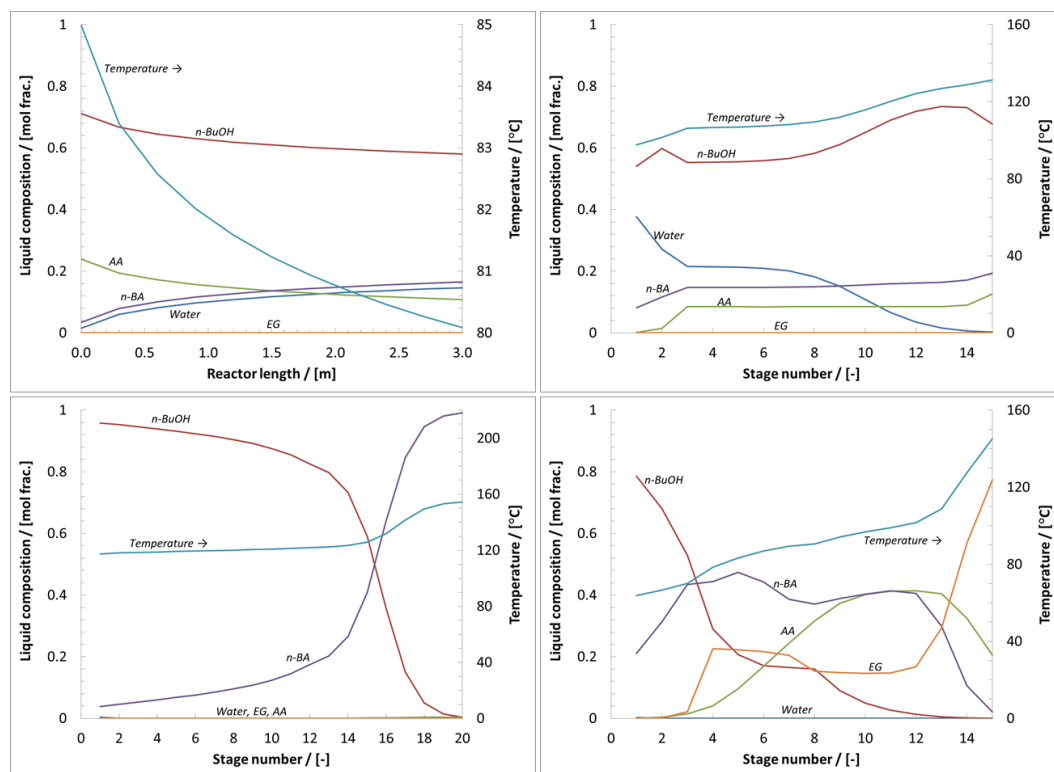 Liquid composition / [mol frac.]
1
0.8
0.6
0.4
0.2
0
Temperature →
n-BuOH
AA
n-BA
Water
EG
85
84
83
82
81
80
Temperature / [°C]
0.0 0.5 1.0 1.5 2.0 2.5 3.0
Reactor length / [m]
Liquid composition / [mol frac.]
1
0.8
0.6
0.4
0.2
0
Temperature →
n-BuOH
Water
n-BA
AA
EG
160
120
80
40
0
Temperature / [°C]
0 2 4 6 8 10 12 14
Stage number / [-]
Liquid composition / [mol frac.]
1
0.8
0.6
0.4
0.2
0
n-BuOH
Temperature →
n-BA
Water, EG, AA
200
160
120
80
40
0
Temperature / [°C]
0 2 4 6 8 10 12 14 16 18 20
Stage number / [-]
Liquid composition / [mol frac.]
1
0.8
0.6
0.4
0.2
0
n-BuOH
Temperature →
n-BA
AA
EG
Water
160
120
80
40
0
Temperature / [°C]
0 2 4 6 8 10 12 14
Stage number / [-]